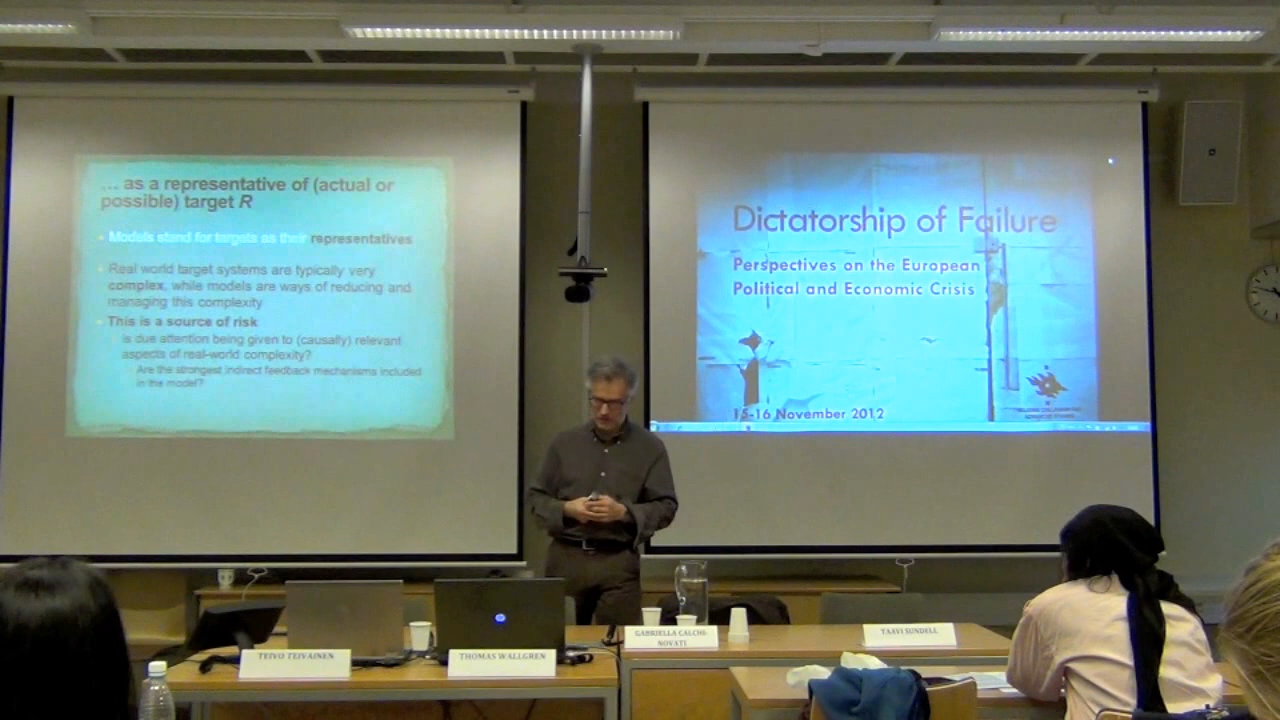 ... as a representative of (actual or
possible) target R
Models stand for targets as their representatives
Real world target systems are typically very
complex, while models are ways of reducing and
managing this complexity
This is a source of risk
is due attention being given to (causally) relevant
aspects of real-world complexity?
Are the strongest indirect feedback mechanisms included
in the model?
Dictatorship of Failure
Perspectives on the European
Political and Economic Crisis
15-16 November 2012
TEIVO TEIVAINEN
THOMAS WALLGREN
GABRIELLA CALCHI-
NOVATI
TAAVI SUNDELL